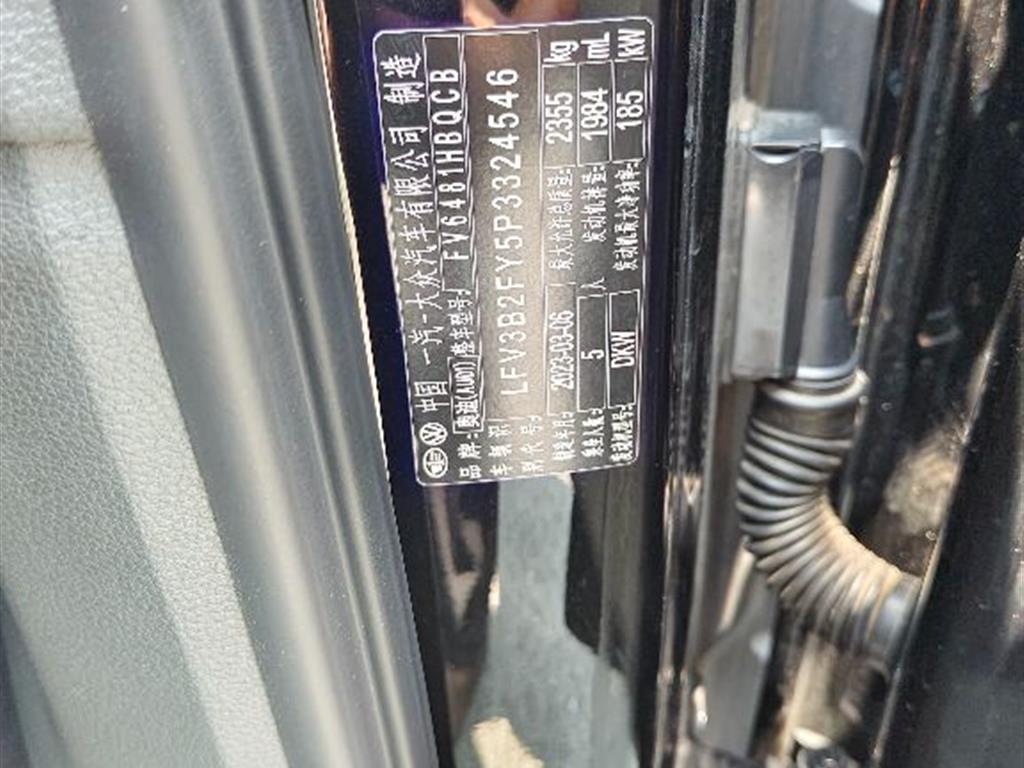 中国 一汽-大众汽车有限公司 制造
品牌: 奥迪(AUDI) 整车型号: FV6481HBQCB
车辆识别代号: LFV3B2FY5P3324546
制造年月: 2023-03-06 最大允许总质量: 2355 kg
乘坐人数: 5 人 发动机排量: 1984 mL
发动机型号: DKW 发动机最大净功率: 185 kW